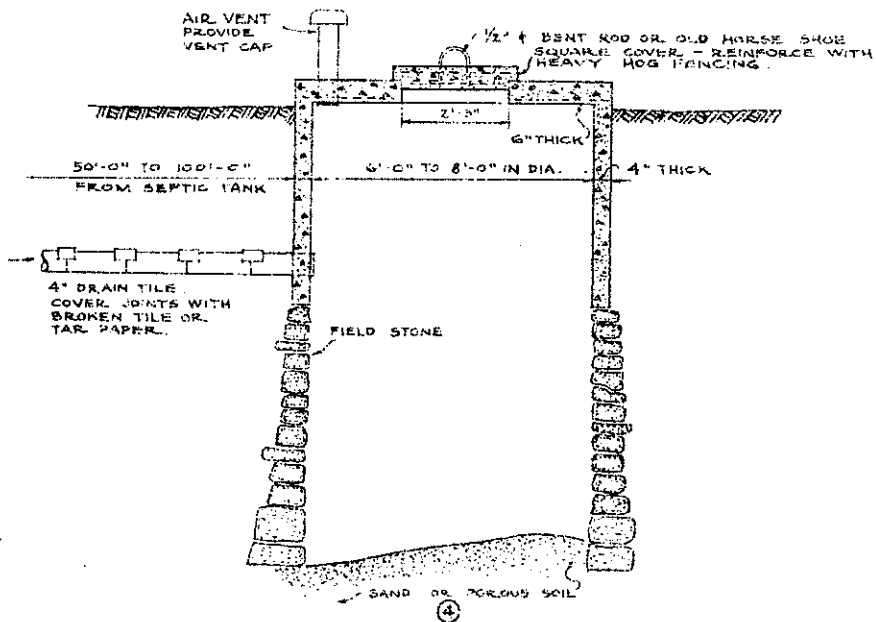 AIR VENT
PROVIDE
VENT CAP
1/2" ⌀ BENT ROD OR OLD HORSE SHOE
SQUARE COVER - REINFORCE WITH
HEAVY HOG FENCING.
6" THICK
50'-0" TO 100'-0"
FROM SEPTIC TANK
6'-0" TO 8'-0" IN DIA.
4" THICK
4" DRAIN TILE.
COVER JOINTS WITH
BROKEN TILE OR
TAR PAPER.
FIELD STONE
SAND OR POROUS SOIL
4